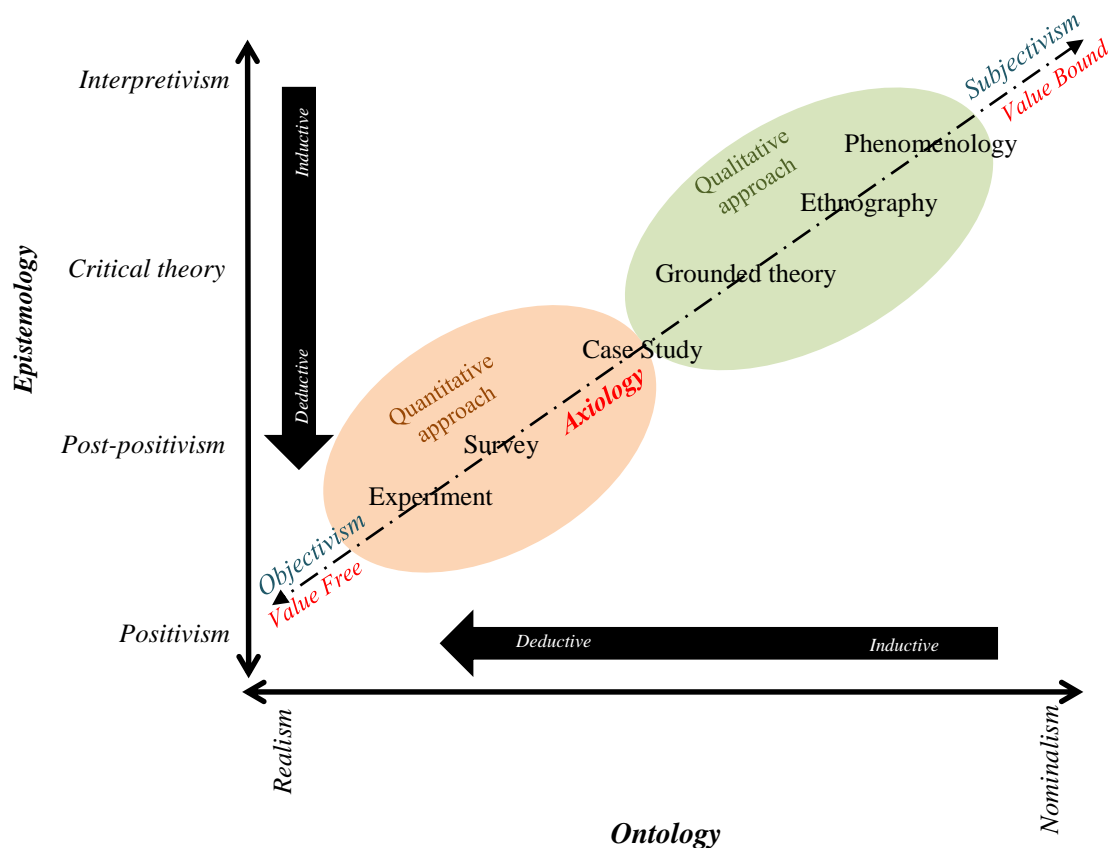 Subjectivism
Value Bound
Interpretivism
Inductive
Qualitative
approach
Phenomenology
Ethnography
Epistemology
Critical theory
Grounded theory
Deductive
Case Study
Quantitative
approach
Axiology
Post-positivism
Survey
Experiment
Objectivism
Value Free
Positivism
Deductive
Inductive
Realism
Nominalism
Ontology